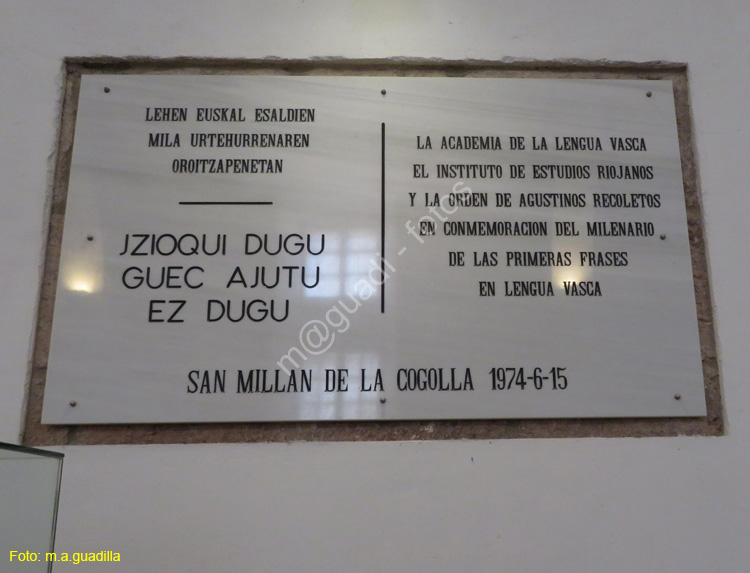 LEHEN EUSKAL ESALDIEN
MILA URTEHURRENAREN
OROITZAPENETAN
JZIOQUI DUGU
GUEC AJUTU
EZ DUGU
LA ACADEMIA DE LA LENGUA VASCA
EL INSTITUTO DE ESTUDIOS RIOJANOS
Y LA ORDEN DE AGUSTINOS RECOLETOS
EN CONMEMORACION DEL MILENARIO
DE LAS PRIMERAS FRASES
EN LENGUA VASCA
SAN MILLAN DE LA COGOLLA 1974-6-15
m@guadi - fotos
Foto: m.a.guadilla